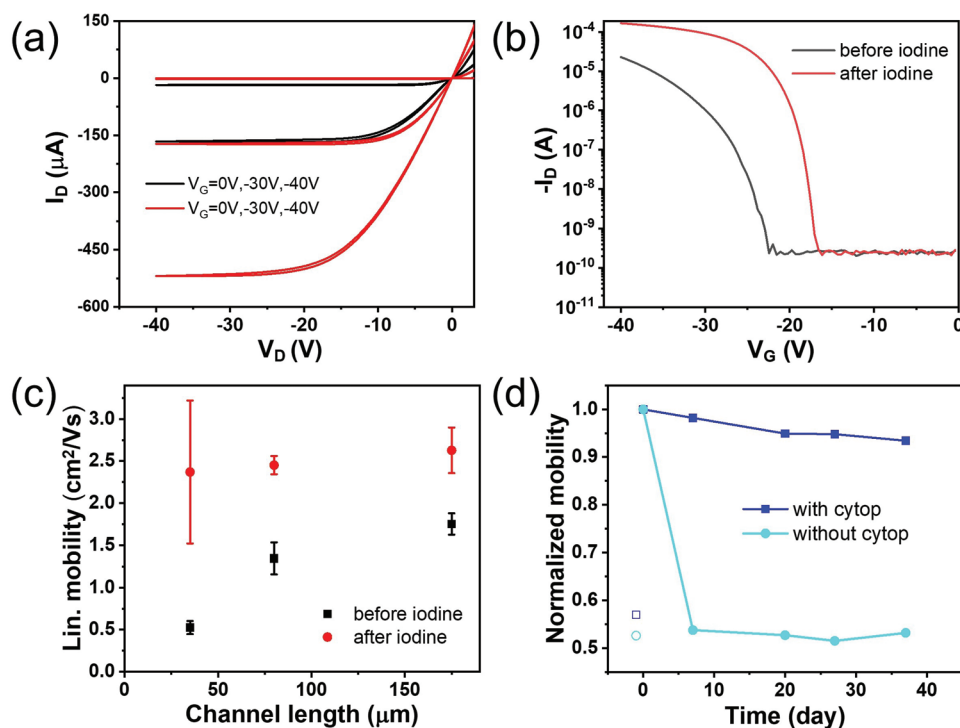 (a)
150
0
-150
-300
-450
-600
I_D (μA)
V_G=0V,-30V,-40V
V_G=0V,-30V,-40V
-40 -30 -20 -10 0
V_D (V)
(b)
10⁻⁴
10⁻⁵
10⁻⁶
10⁻⁷
10⁻⁸
10⁻⁹
10⁻¹⁰
10⁻¹¹
-I_D (A)
before iodine
after iodine
-40 -30 -20 -10 0
V_G (V)
(c)
3.0
2.5
2.0
1.5
1.0
0.5
0.0
Lin. mobility (cm²/Vs)
before iodine
after iodine
0 50 100 150
Channel length (μm)
(d)
1.0
0.9
0.8
0.7
0.6
0.5
Normalized mobility
with cytop
without cytop
0 10 20 30 40
Time (day)